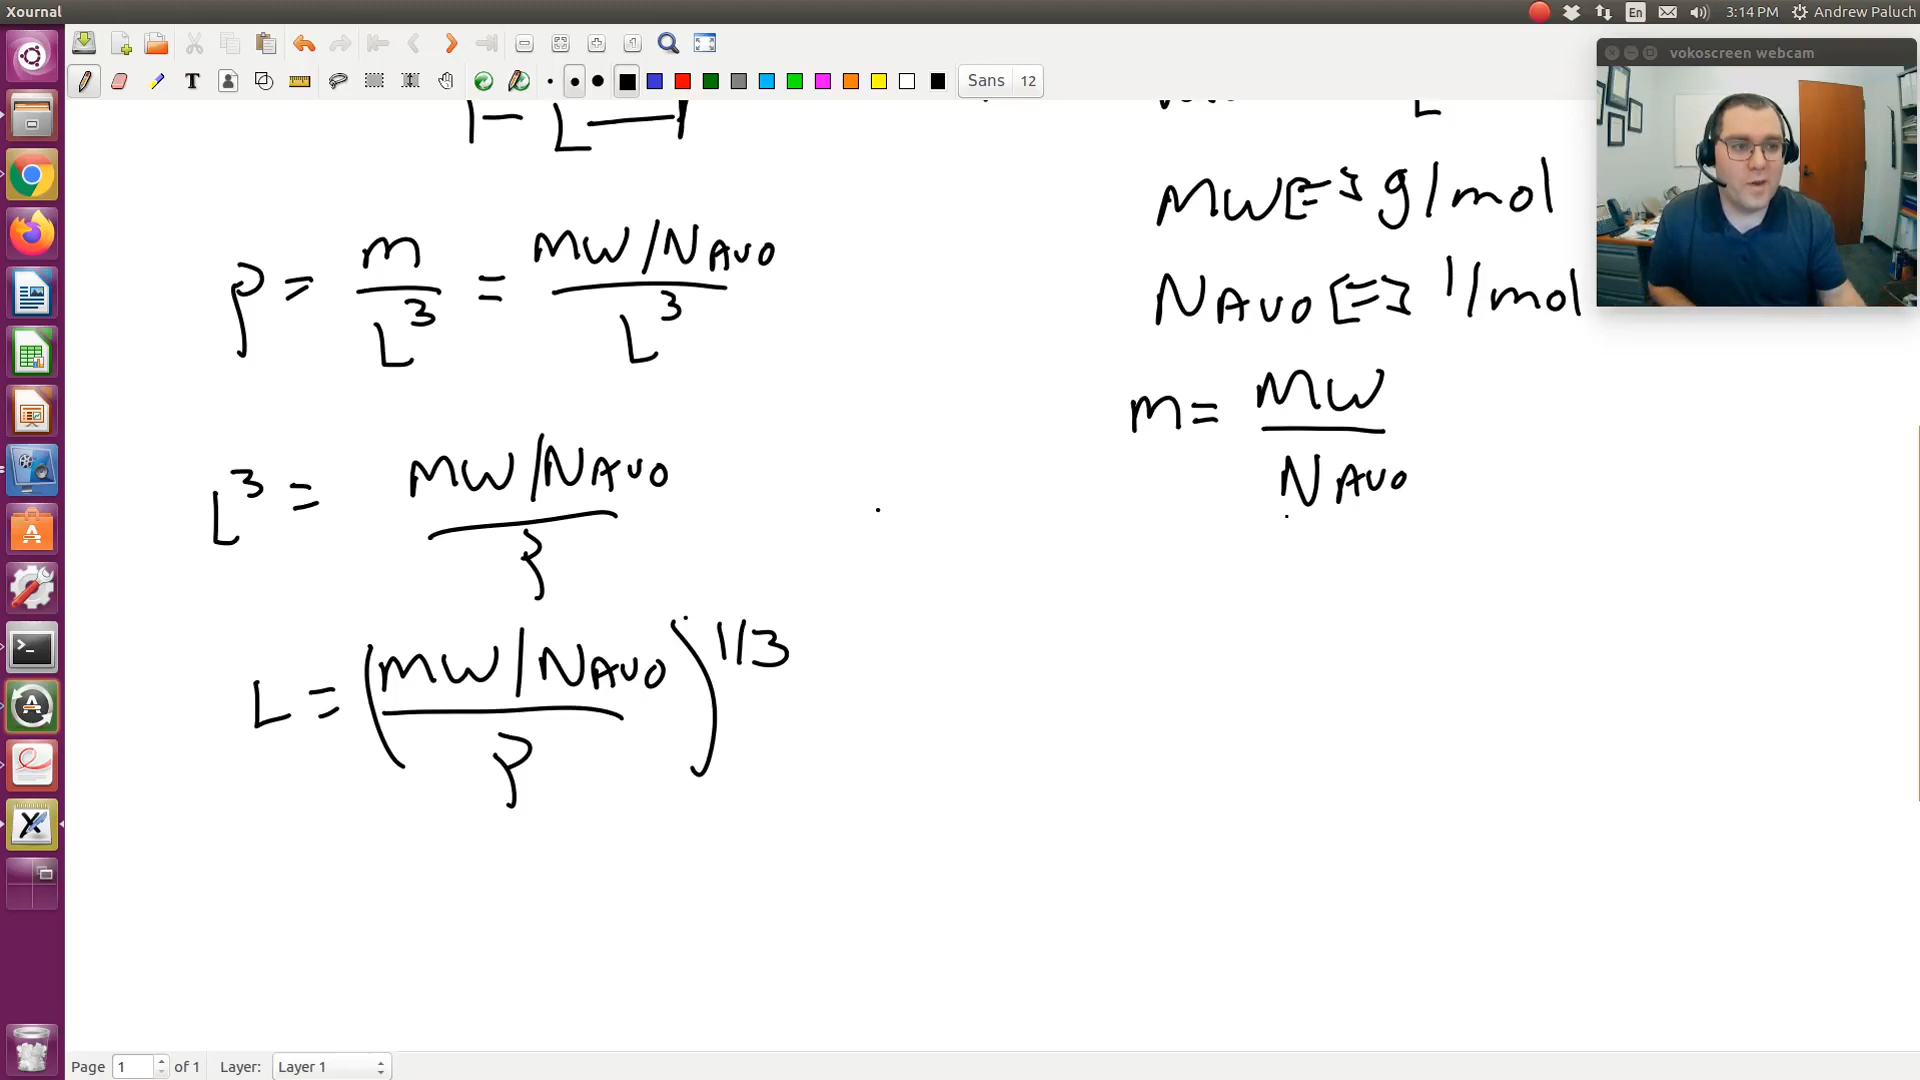 Xournal
En
3:14 PM
Andrew Paluch
vokoscreen webcam
Sans 12
|— L —|
MW [=] g/mol
ρ = m / L³ = MW/NAvo / L³
NAvo [=] 1/mol
m = MW / NAvo
L³ = MW/NAvo / ρ
L = (MW/NAvo / ρ)^1/3
Page 1 of 1 Layer: Layer 1